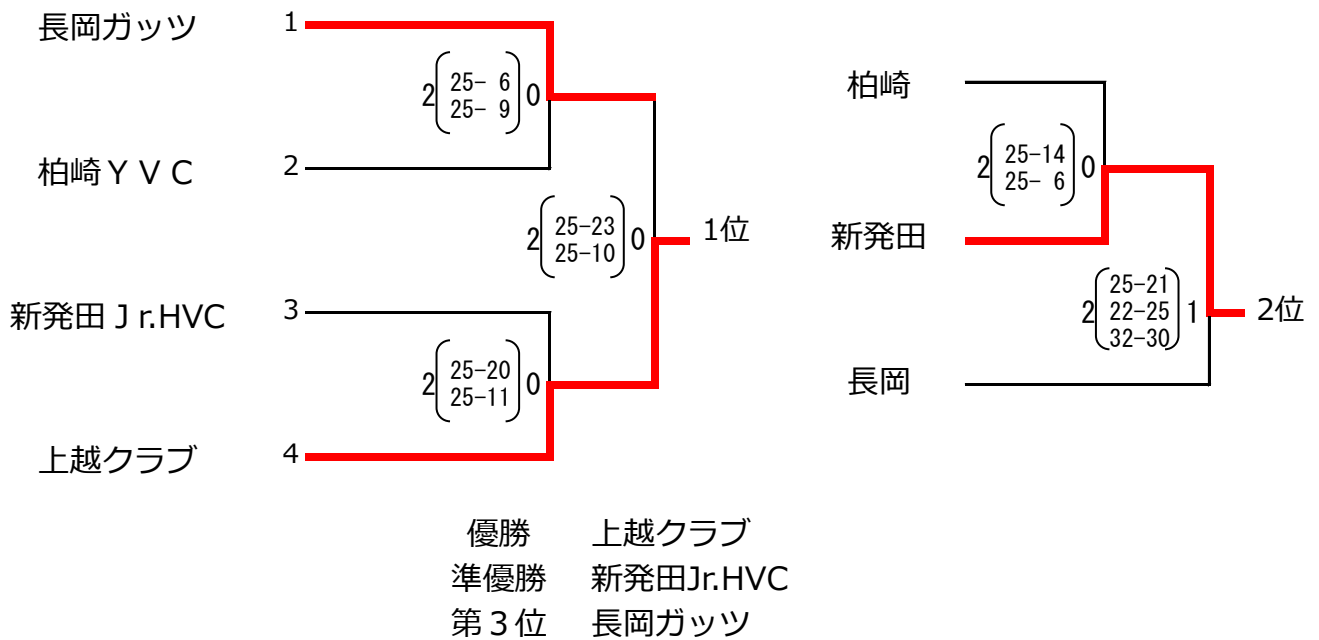 長岡ガッツ 1
2 25- 6 0
25- 9
柏崎ＹＶＣ 2
2 25-23 0 1位
25-10
新発田Ｊr.HVC 3
2 25-20 0
25-11
上越クラブ 4
柏崎
2 25-14 0
25- 6
新発田
25-21
2 22-25 1 2位
32-30
長岡
優勝 上越クラブ
準優勝 新発田Jr.HVC
第３位 長岡ガッツ